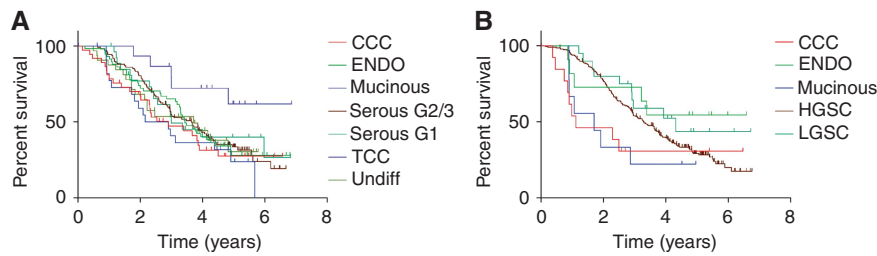 A
Percent survival
100
50
0
0 2 4 6 8
Time (years)
CCC
ENDO
Mucinous
Serous G2/3
Serous G1
TCC
Undiff
B
Percent survival
100
50
0
0 2 4 6 8
Time (years)
CCC
ENDO
Mucinous
HGSC
LGSC